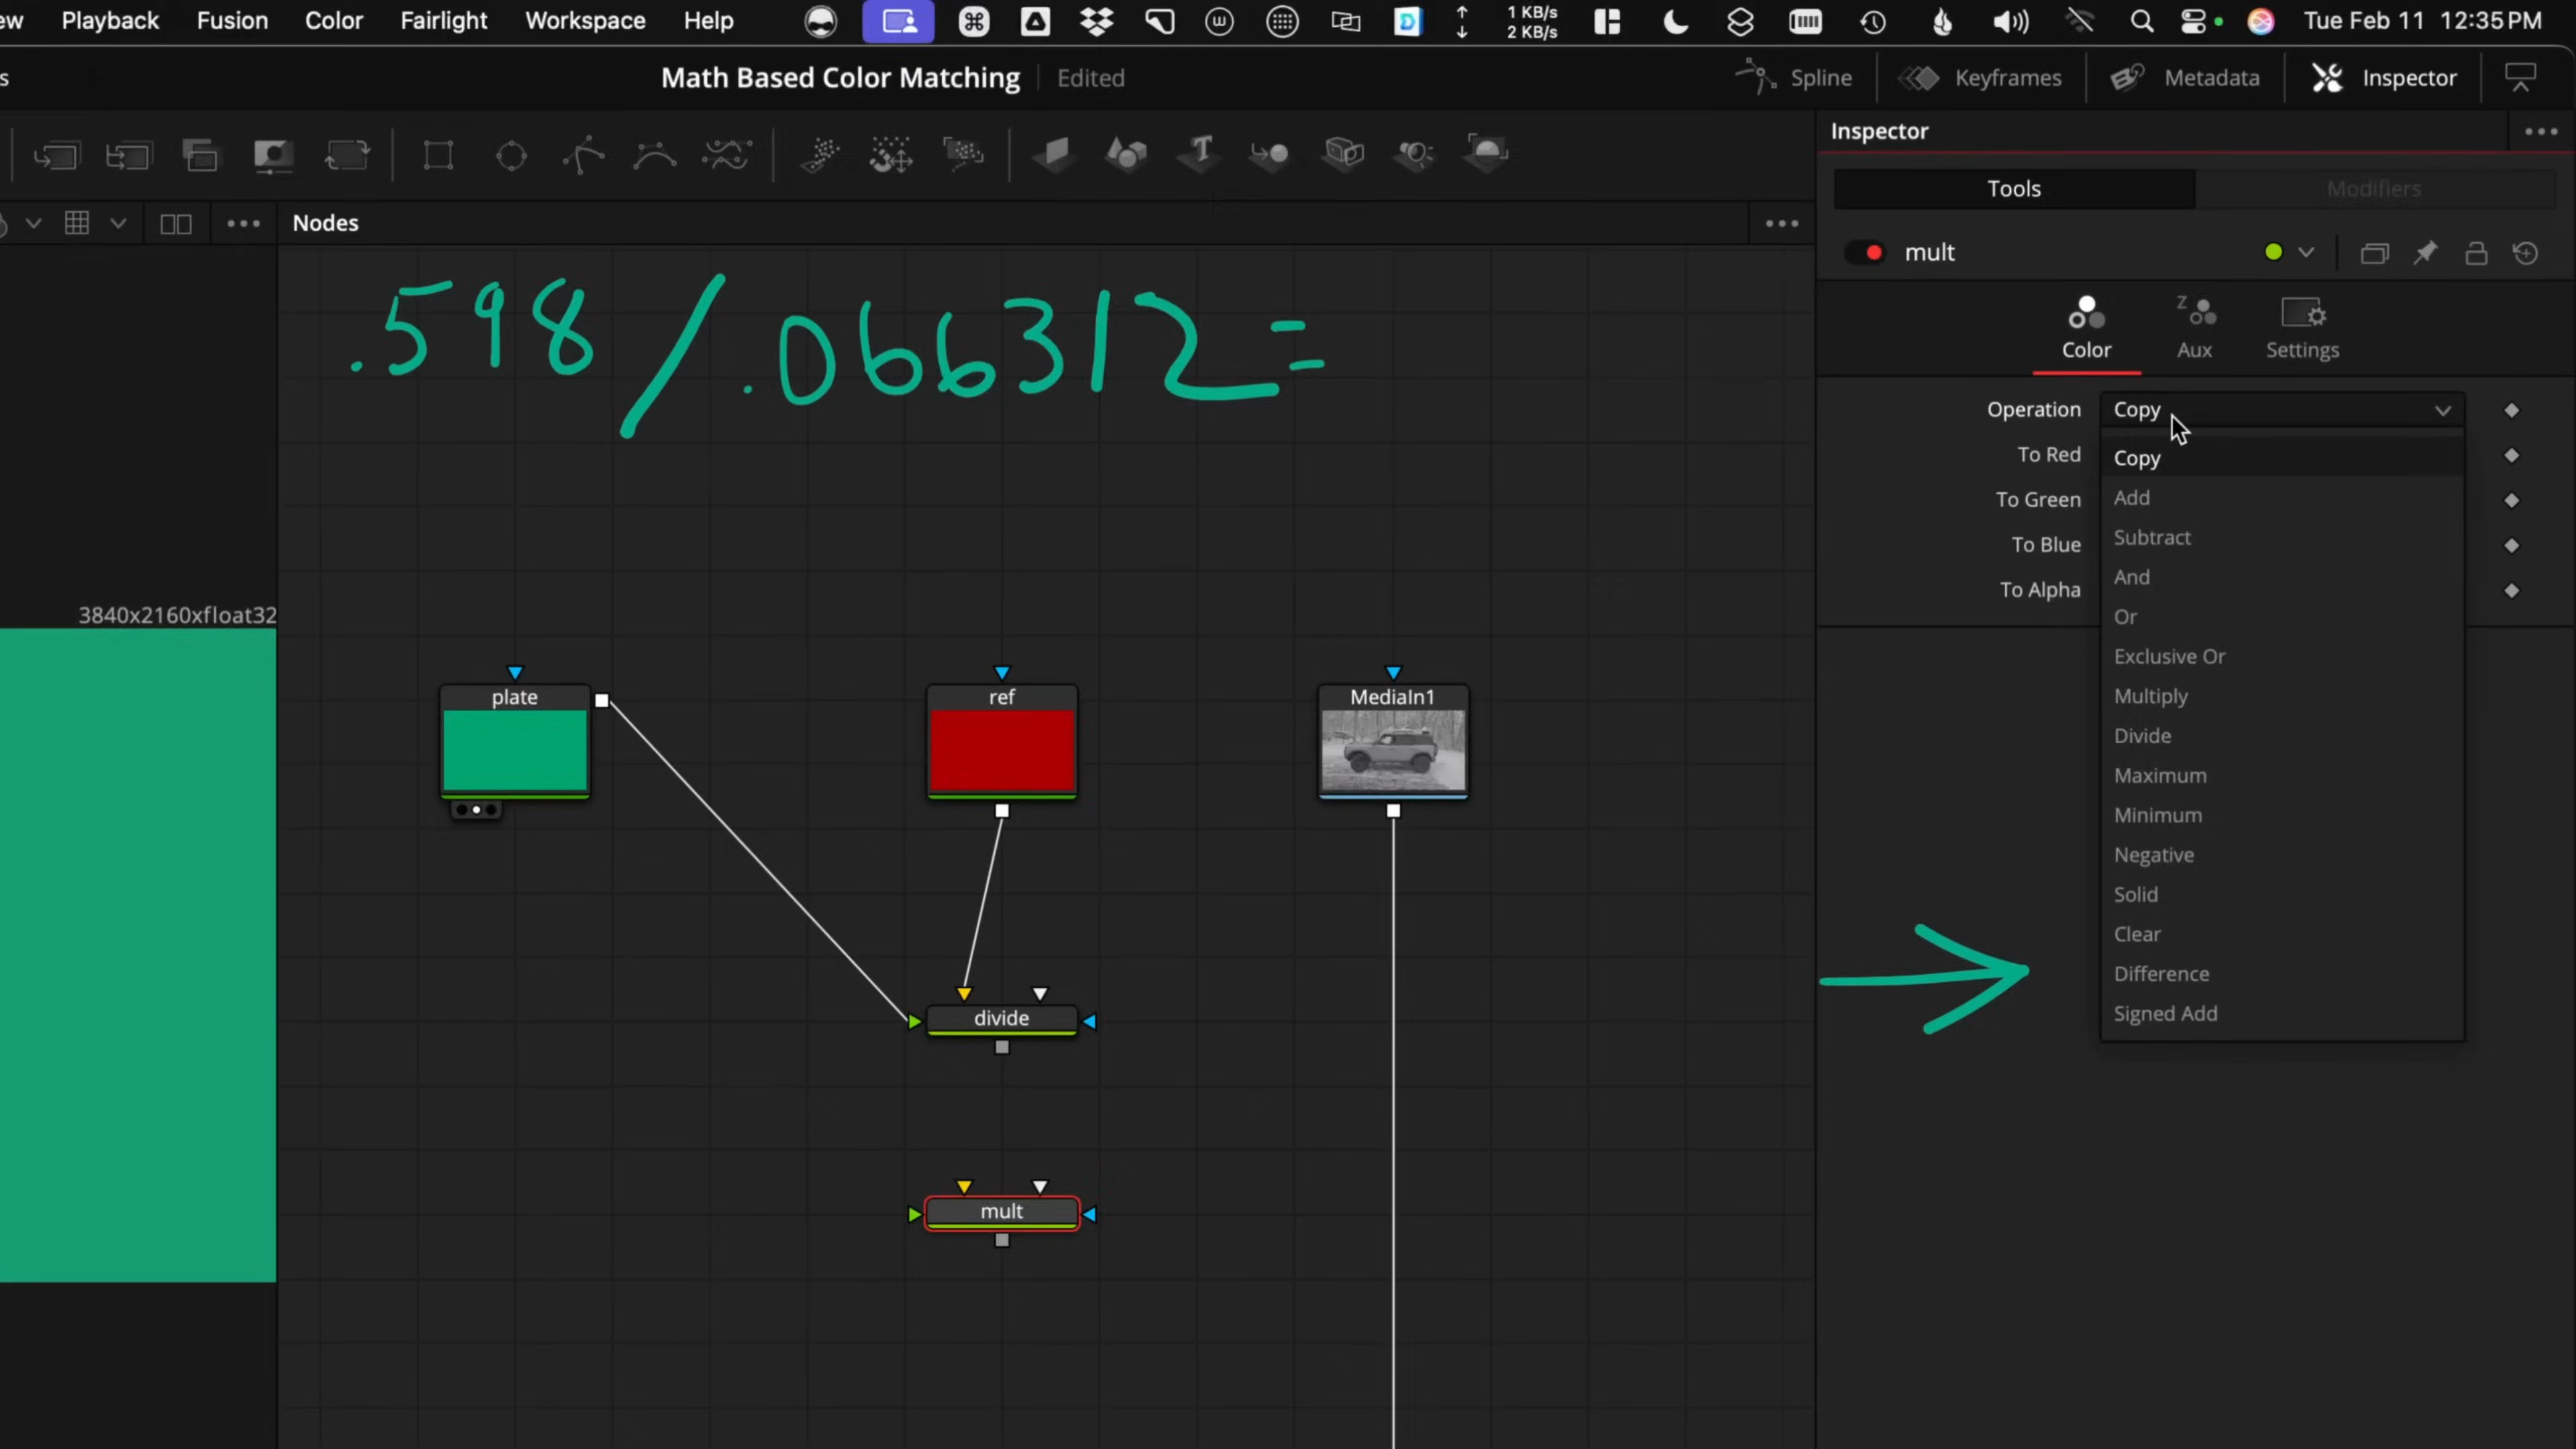 ew Playback Fusion Color Fairlight Workspace Help 1 KB/s 2 KB/s Tue Feb 11 12:35 PM
s Math Based Color Matching Edited Spline Keyframes Metadata Inspector
Inspector
Tools Modifiers
Nodes
mult
.598/.066312=
Color Aux Settings
Operation Copy
To Red
To Green
To Blue
To Alpha
Copy
Add
Subtract
And
Or
Exclusive Or
Multiply
Divide
Maximum
Minimum
Negative
Solid
Clear
Difference
Signed Add
3840x2160xfloat32
plate ref MediaIn1
divide
mult